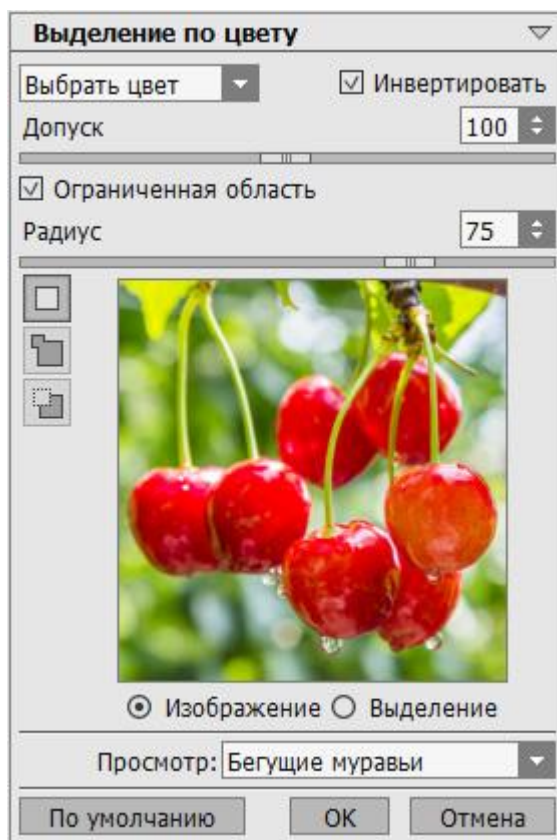 Выделение по цвету
Выбрать цвет Инвертировать
Допуск 100
Ограниченная область
Радиус 75
Изображение Выделение
Просмотр: Бегущие муравьи
По умолчанию OK Отмена